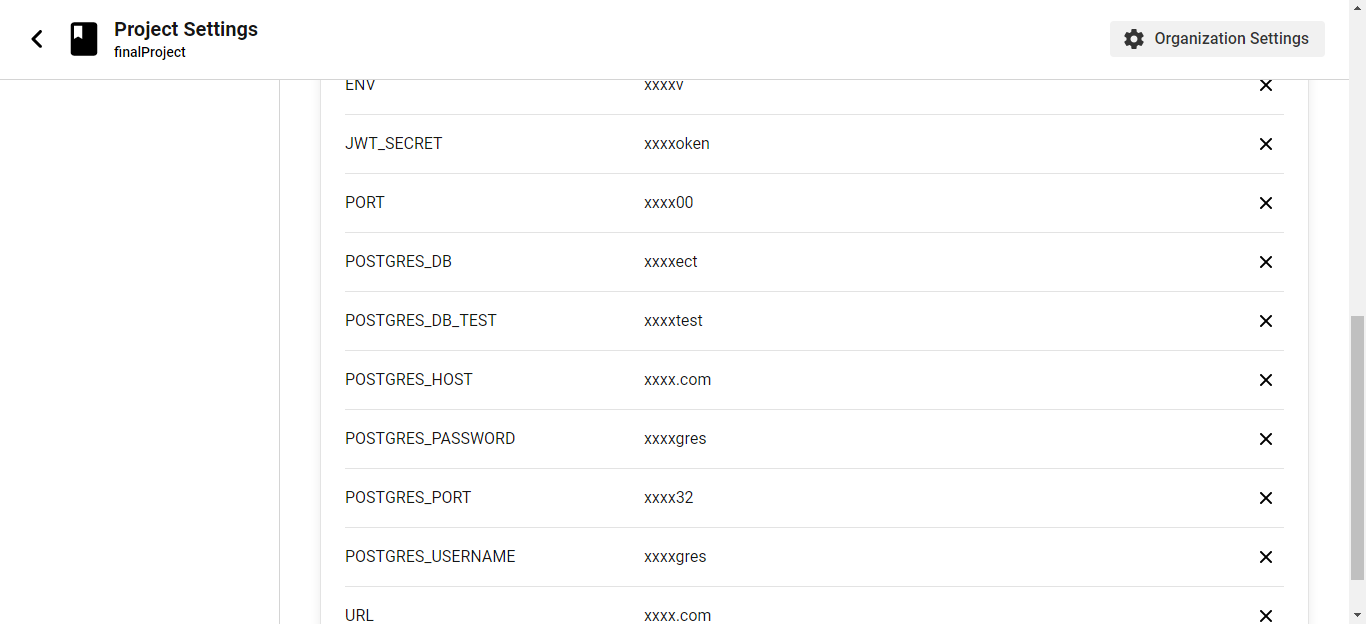 Project Settings
finalProject
Organization Settings
ENV xxxxv
JWT_SECRET xxxxoken
PORT xxxx00
POSTGRES_DB xxxxect
POSTGRES_DB_TEST xxxxtest
POSTGRES_HOST xxxx.com
POSTGRES_PASSWORD xxxxgres
POSTGRES_PORT xxxx32
POSTGRES_USERNAME xxxxgres
URL xxxx.com